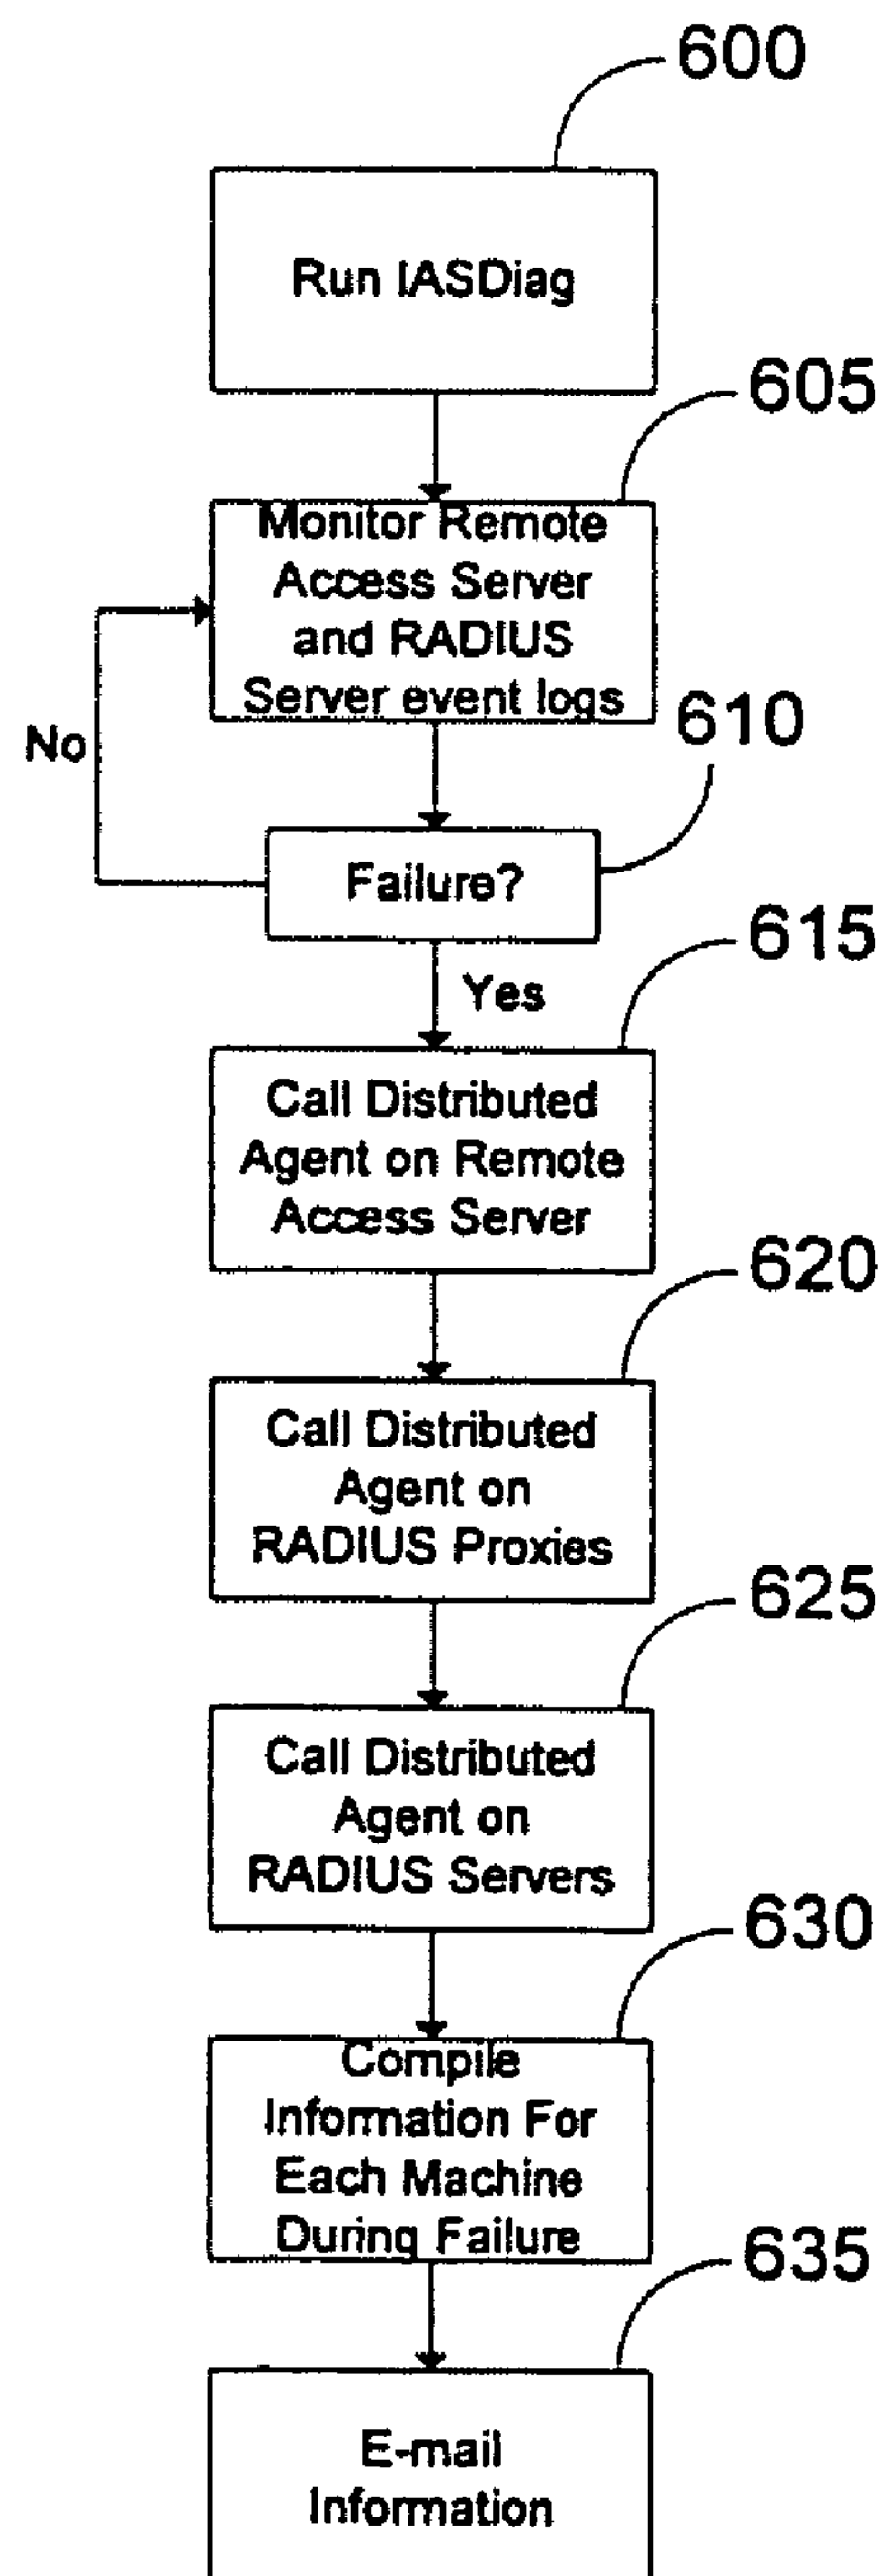 600
Run IASDiag
605
Monitor Remote
Access Server
and RADIUS
Server event logs
610
No
Failure?
615
Yes
Call Distributed
Agent on Remote
Access Server
620
Call Distributed
Agent on
RADIUS Proxies
625
Call Distributed
Agent on
RADIUS Servers
630
Compile
Information For
Each Machine
During Failure
635
E-mail
Information